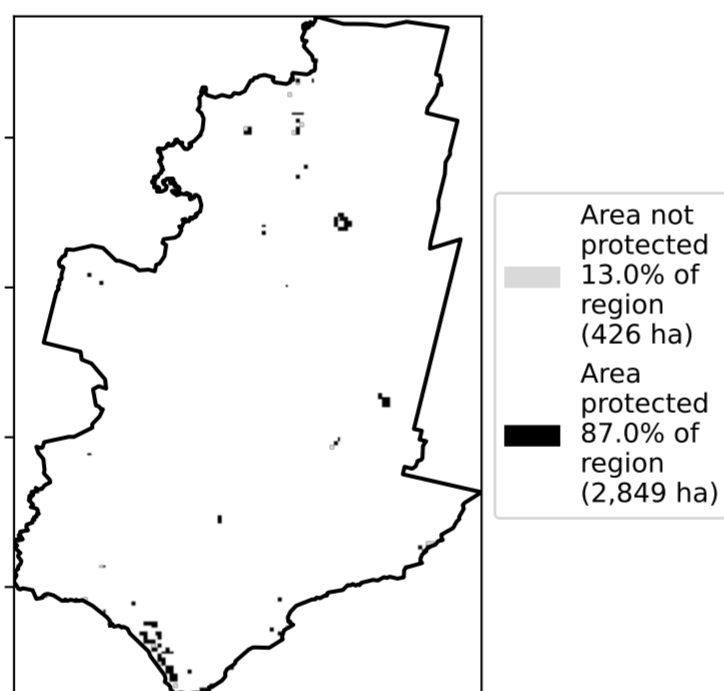 Area not
protected
13.0% of
region
(426 ha)
Area
protected
87.0% of
region
(2,849 ha)